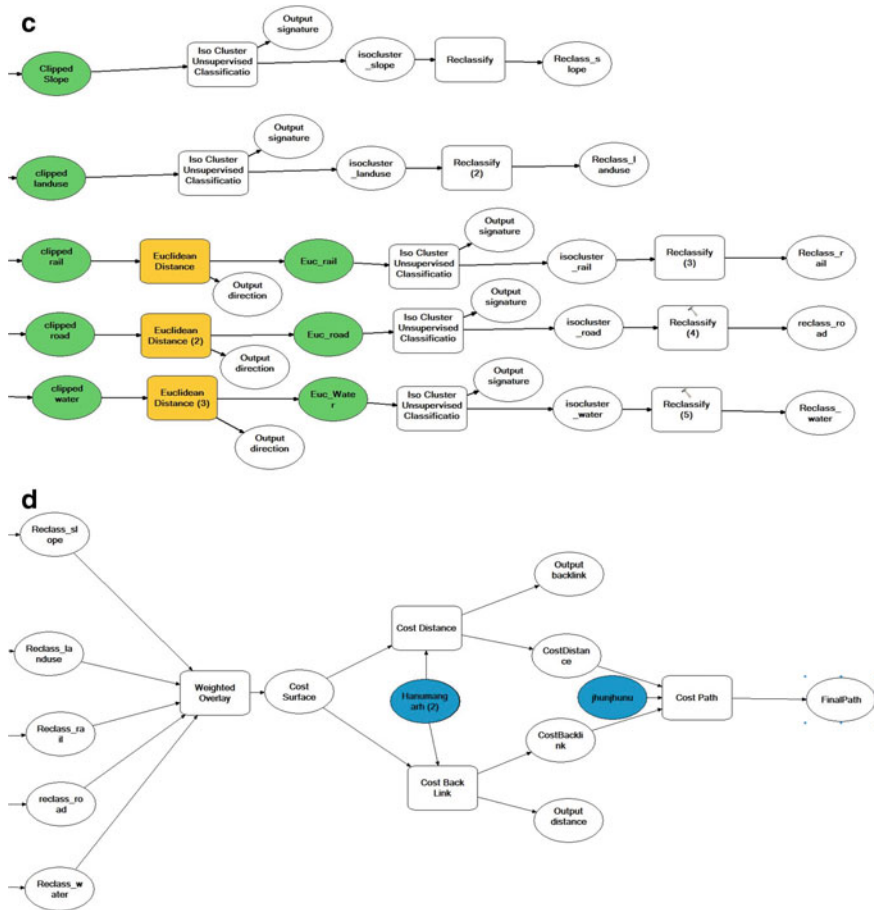 c
Output
signature
Clipped
Slope
Iso Cluster
Unsupervised
Classificatio
isocluster
_slope
Reclassify
Reclass_s
lope
Output
signature
clipped
landuse
Iso Cluster
Unsupervised
Classificatio
isocluster
_landuse
Reclassify
(2)
Reclass_l
anduse
Output
signature
clipped
rail
Euclidean
Distance
Output
direction
Euc_rail
Iso Cluster
Unsupervised
Classificatio
isocluster
_rail
Reclassify
(3)
Reclass_r
ail
Output
signature
clipped
road
Euclidean
Distance (2)
Output
direction
Euc_road
Iso Cluster
Unsupervised
Classificatio
isocluster
_road
Reclassify
(4)
reclass_ro
ad
Output
signature
clipped
water
Euclidean
Distance (3)
Output
direction
Euc_Wate
r
Iso Cluster
Unsupervised
Classificatio
isocluster
_water
Reclassify
(5)
Reclass_
water
d
Reclass_sl
ope
Reclass_la
nduse
Reclass_ra
il
reclass_ro
ad
Reclass_w
ater
Weighted
Overlay
Cost
Surface
Cost Distance
Hanumang
arh (2)
Cost Back
Link
Output
backlink
CostDistan
ce
jhunjhunu
CostBackli
nk
Output
distance
Cost Path
FinalPath